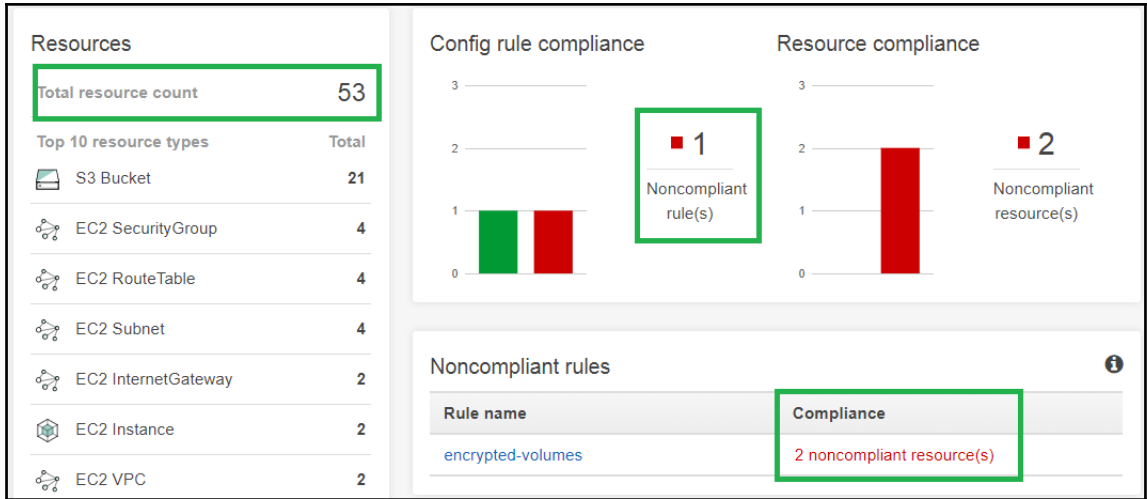 Resources
Total resource count 53
Top 10 resource types Total
S3 Bucket 21
EC2 SecurityGroup 4
EC2 RouteTable 4
EC2 Subnet 4
EC2 InternetGateway 2
EC2 Instance 2
EC2 VPC 2
Config rule compliance
3
2
1
0
1
Noncompliant
rule(s)
Resource compliance
3
2
1
0
2
Noncompliant
resource(s)
Noncompliant rules
Rule name Compliance
encrypted-volumes 2 noncompliant resource(s)